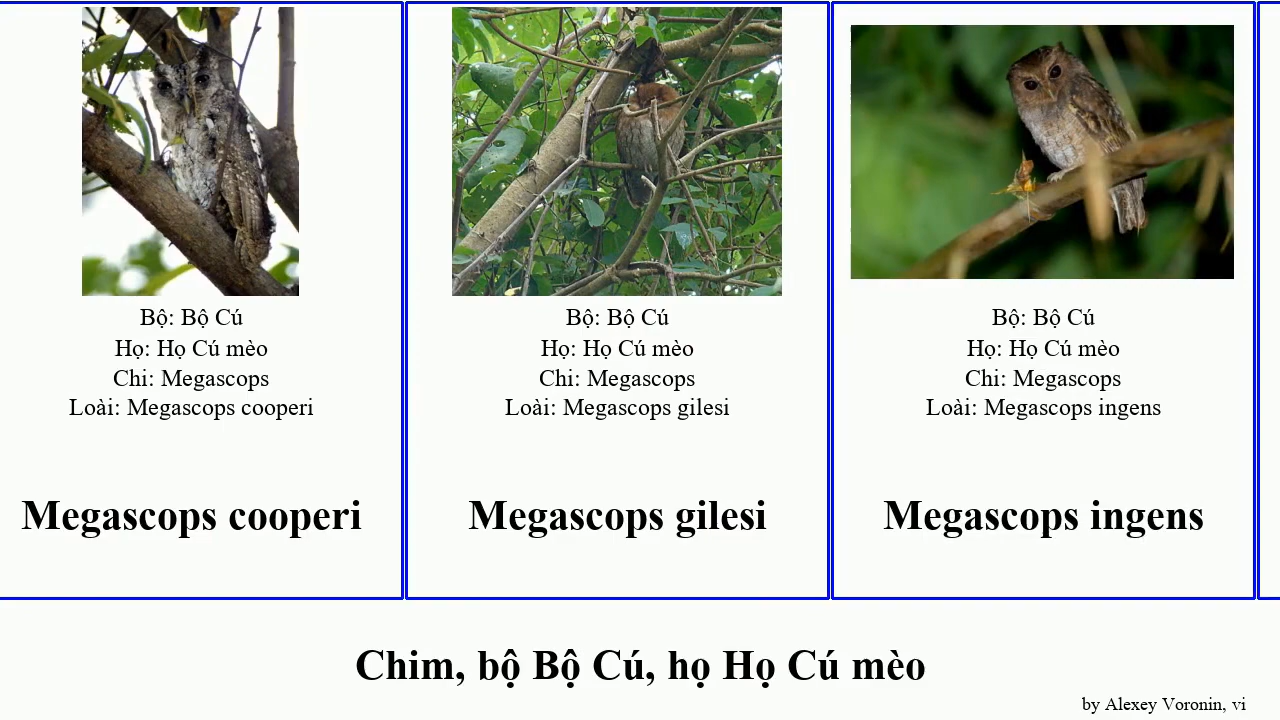 Bộ: Bộ Cú
Họ: Họ Cú mèo
Chi: Megascops
Loài: Megascops cooperi
Megascops cooperi
Bộ: Bộ Cú
Họ: Họ Cú mèo
Chi: Megascops
Loài: Megascops gilesi
Megascops gilesi
Bộ: Bộ Cú
Họ: Họ Cú mèo
Chi: Megascops
Loài: Megascops ingens
Megascops ingens
Chim, bộ Bộ Cú, họ Họ Cú mèo
by Alexey Voronin, vi